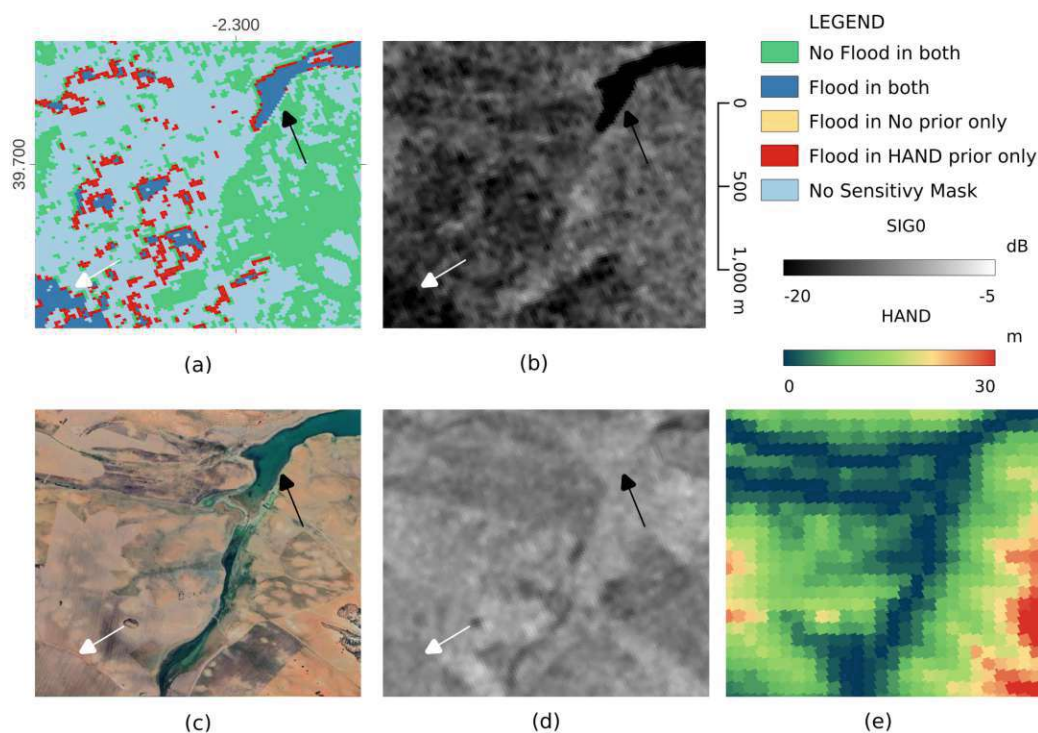 -2.300
39.700
(a)
0
500
1,000 m
(b)
LEGEND
No Flood in both
Flood in both
Flood in No prior only
Flood in HAND prior only
No Sensitivy Mask
SIG0
dB
-20
-5
HAND
m
0
30
(c)
(d)
(e)